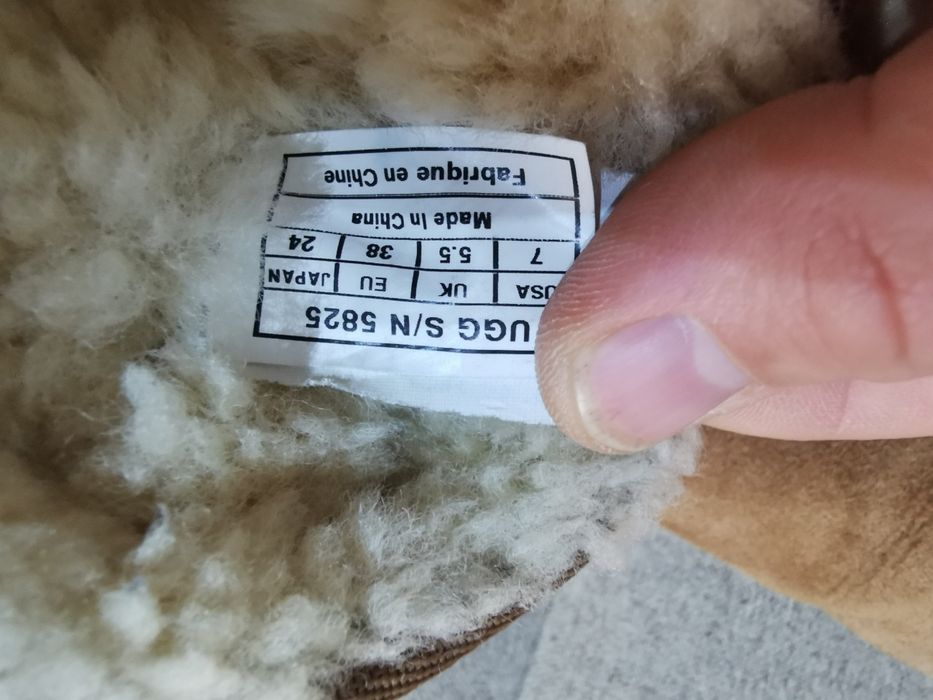 UGG S/N 5825
USA UK EU JAPAN
7 5.5 38 24
Made In China
Fabrique en Chine